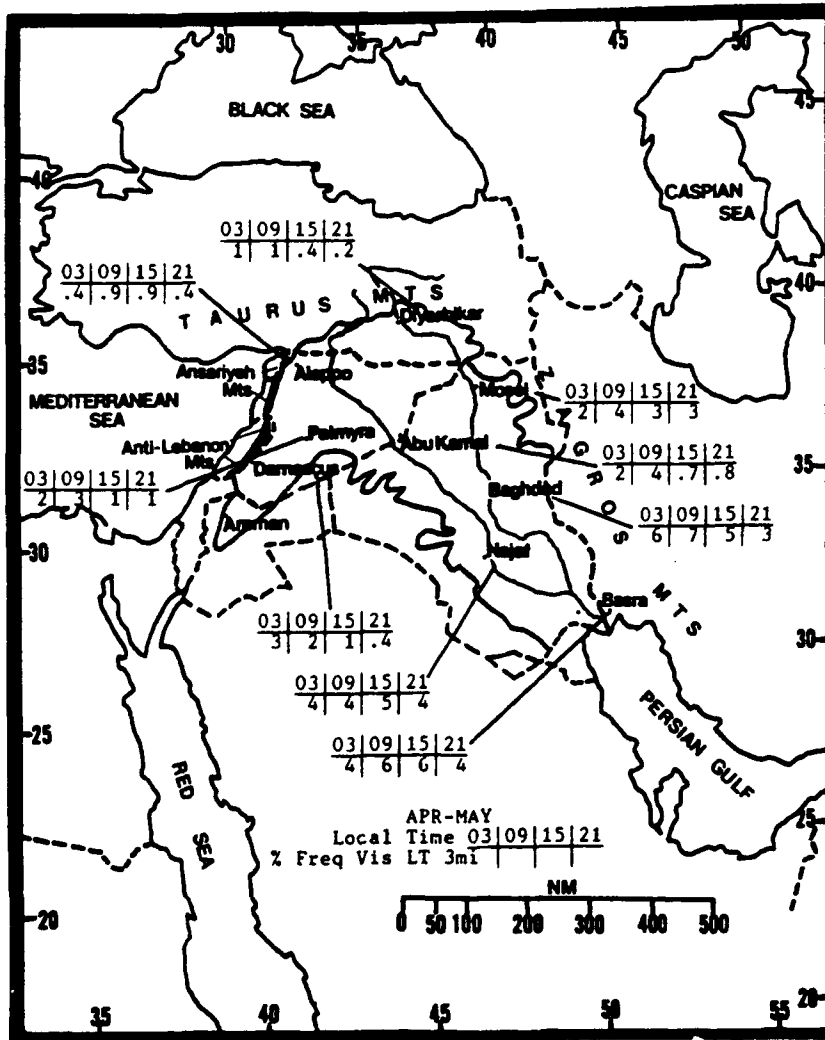 30 35 40 45 50
BLACK SEA
45
40
CASPIAN
SEA
03 09 15 21
1 1 .4 .2
03 09 15 21
.4 .9 .9 .4
40
TAURUS MTS
Diyarbikar
35
Ansariyah
Mts.
Aleppo
Mosul
ZAGROS MTS
03 09 15 21
2 4 3 3
MEDITERRANEAN
SEA
Anti-Lebanon
Mts.
Palmyra
Abu Kamal
03 09 15 21
2 4 .7 .8
35
03 09 15 21
2 3 1 1
Damascus
Baghdad
03 09 15 21
6 7 5 3
Amman
30
Najaf
Basra
03 09 15 21
3 2 1 .4
30
03 09 15 21
4 4 5 4
03 09 15 21
4 6 6 4
PERSIAN GULF
25
RED SEA
APR-MAY
Local Time 03 09 15 21
% Freq Vis LT 3mi
25
NM
0 50 100 200 300 400 500
20
20
35 40 45 50 55